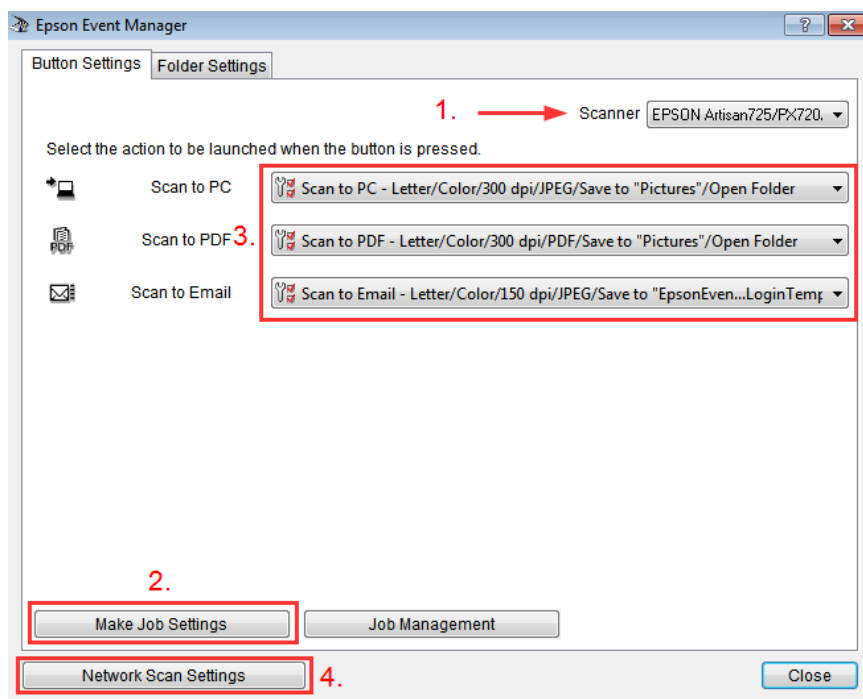 Epson Event Manager
Button Settings Folder Settings
1. Scanner EPSON Artisan725/PX720.
Select the action to be launched when the button is pressed.
Scan to PC Scan to PC - Letter/Color/300 dpi/JPEG/Save to "Pictures"/Open Folder
PDF Scan to PDF 3. Scan to PDF - Letter/Color/300 dpi/PDF/Save to "Pictures"/Open Folder
Scan to Email Scan to Email - Letter/Color/150 dpi/JPEG/Save to "EpsonEven...LoginTemp
2.
Make Job Settings Job Management
Network Scan Settings 4. Close